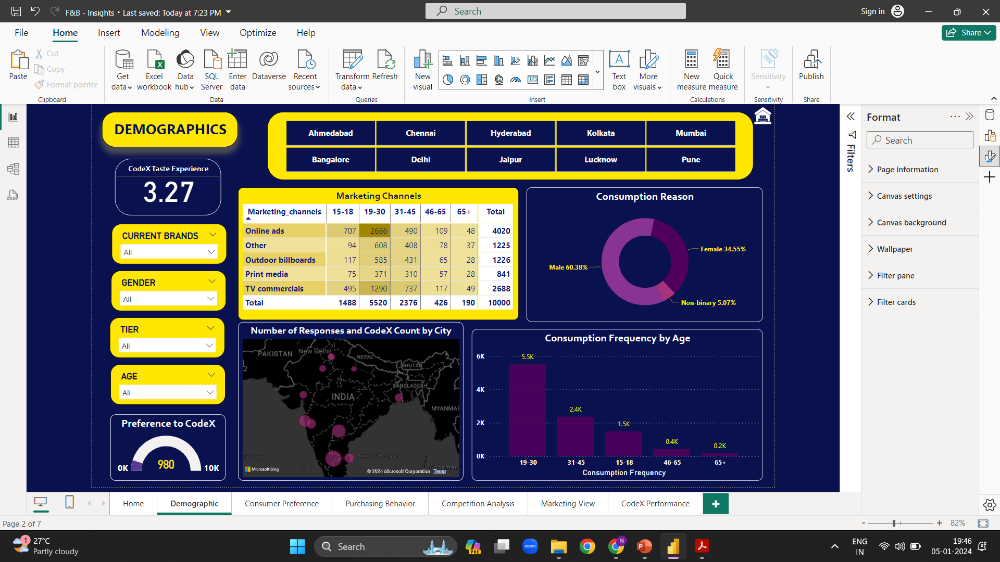 F&B - Insights • Last saved: Today at 7:23 PM
Search
Sign in
File Home Insert Modeling View Optimize Help
Share
Paste
Cut
Copy
Format painter
Clipboard
Get data
Excel workbook
Data hub
SQL Server
Enter data
Dataverse
Recent sources
Data
Transform data
Refresh
Queries
New visual
123
Insert
A
Text box
More visuals
New measure
Quick measure
Calculations
Sensitivity
Sensitivity
Publish
Share
DAX
DEMOGRAPHICS
Ahmedabad Chennai Hyderabad Kolkata Mumbai
Bangalore Delhi Jaipur Lucknow Pune
CodeX Taste Experience
3.27
CURRENT BRANDS
All
GENDER
All
TIER
All
AGE
All
Preference to CodeX
980
0K 10K
Marketing Channels
Marketing_channels 15-18 19-30 31-45 46-65 65+ Total
Online ads 707 2666 490 109 48 4020
Other 94 608 408 78 37 1225
Outdoor billboards 117 585 431 65 28 1226
Print media 75 371 310 57 28 841
TV commercials 495 1290 737 117 49 2688
Total 1488 5520 2376 426 190 10000
Consumption Reason
Female 34.55%
Male 60.38%
Non-binary 5.07%
Number of Responses and CodeX Count by City
PAKISTAN
New Delhi
NEPAL
BHUTAN
BANGLADESH
INDIA
MYANMAR
an Sea
Bay of Bengal
Andaman
Sea
Microsoft Bing
© 2024 Microsoft Corporation Terms
Consumption Frequency by Age
6K
4K
2K
0K
5.5K
2.4K
1.5K
0.4K
0.2K
19-30 31-45 15-18 46-65 65+
Consumption Frequency
Filters
Format
Search
Page information
Canvas settings
Canvas background
Wallpaper
Filter pane
Filter cards
Home Demographic Consumer Preference Purchasing Behavior Competition Analysis Marketing View CodeX Performance
Page 2 of 7
- + 82%
1
27°C
Partly cloudy
Search
PRE
zoom
N
P
ENG
IN
19:46
05-01-2024